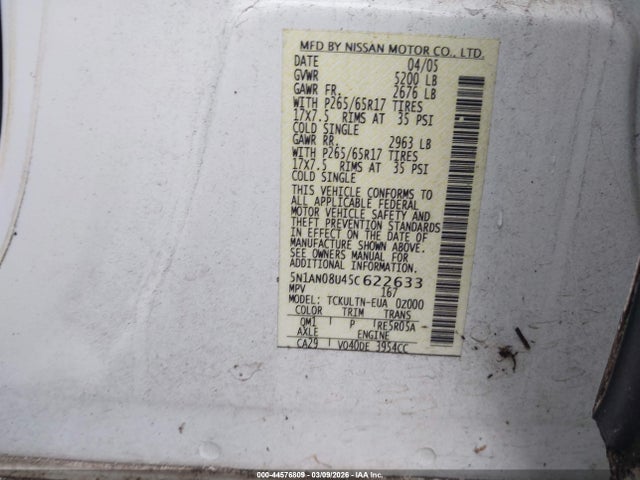 MFD BY NISSAN MOTOR CO., LTD.
DATE 04/05
GVWR 5200 LB
GAWR FR. 2676 LB
WITH P265/65R17 TIRES
17X7.5 RIMS AT 35 PSI
COLD SINGLE
GAWR RR. 2963 LB
WITH P265/65R17 TIRES
17X7.5 RIMS AT 35 PSI
COLD SINGLE
THIS VEHICLE CONFORMS TO
ALL APPLICABLE FEDERAL
MOTOR VEHICLE SAFETY AND
THEFT PREVENTION STANDARDS
IN EFFECT ON THE DATE OF
MANUFACTURE SHOWN ABOVE.
SEE OWNERS MANUAL FOR
ADDITIONAL INFORMATION.
5N1AN08U45C622633
MPV 167
MODEL: TCKULTN-EUA 0Z000
COLOR TRIM TRANS
QM1 P RE5R05A
AXLE ENGINE
CA29 VQ40DE 3954CC
000-44576809 - 03/09/2026 - IAA, Inc.